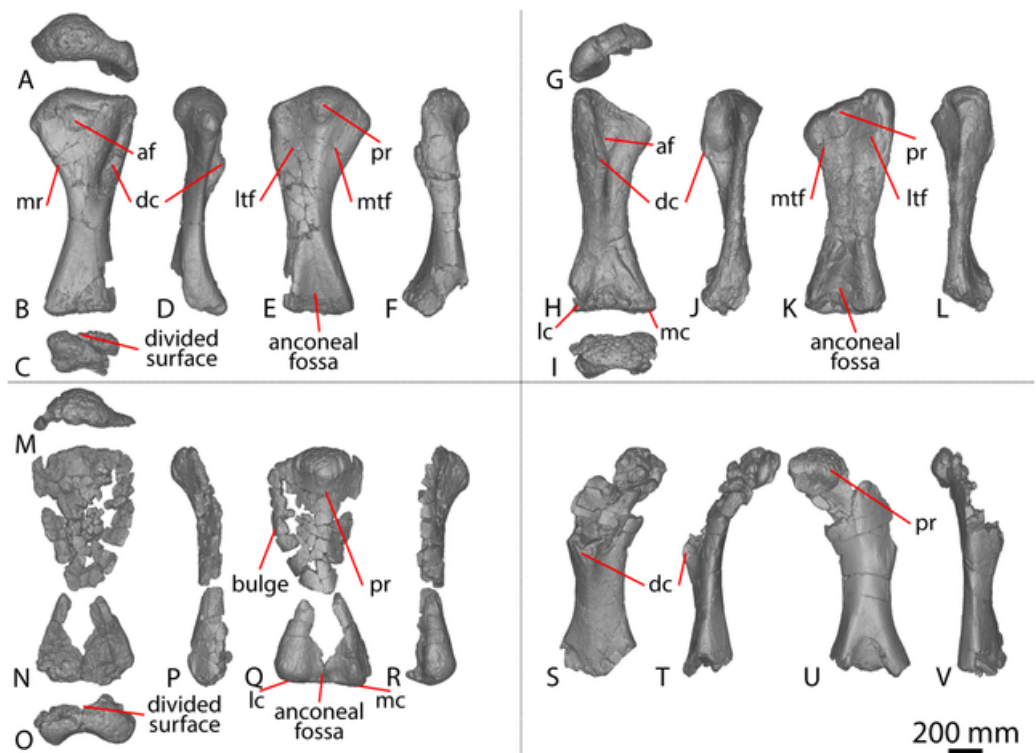 A
G
af
mr
dc
ltf
pr
mtf
af
dc
mtf
pr
ltf
B
D
E
F
H
J
K
L
lc
mc
divided
surface
anconeal
fossa
anconeal
fossa
C
I
M
bulge
pr
pr
dc
N
P
Q
R
S
T
U
V
lc
mc
divided
surface
anconeal
fossa
O
200 mm